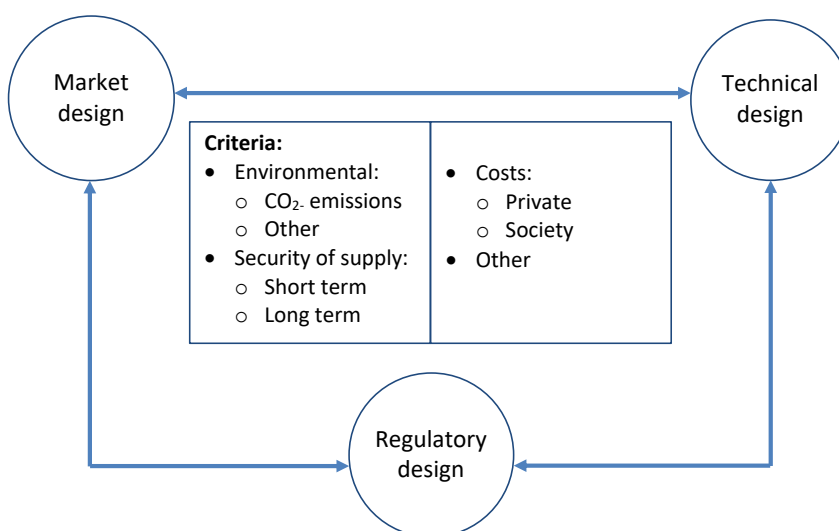 Market
design
Technical
design
Criteria:
• Environmental:
o CO₂- emissions
o Other
• Security of supply:
o Short term
o Long term
• Costs:
o Private
o Society
• Other
Regulatory
design